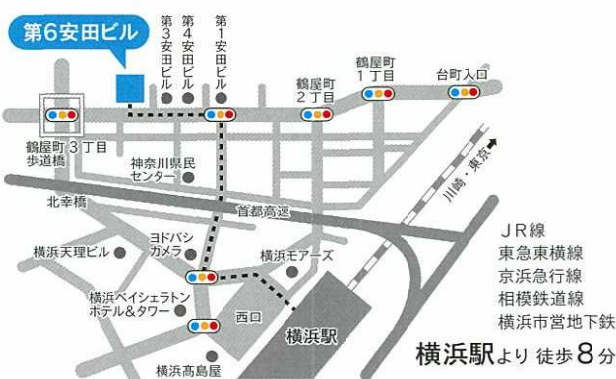 第6安田ビル
第3安田ビル
第4安田ビル
第1安田ビル
鶴屋町
2丁目
鶴屋町
1丁目
台町入口
鶴屋町3丁目
歩道橋
神奈川県民
センター
川崎・東京
北幸橋
首都高速
横浜天理ビル
ヨドバシ
カメラ
横浜モアーズ
横浜ベイシェラトン
ホテル&タワー
西口
横浜駅
横浜髙島屋
JR線
東急東横線
京浜急行線
相模鉄道線
横浜市営地下鉄
横浜駅より 徒歩8分